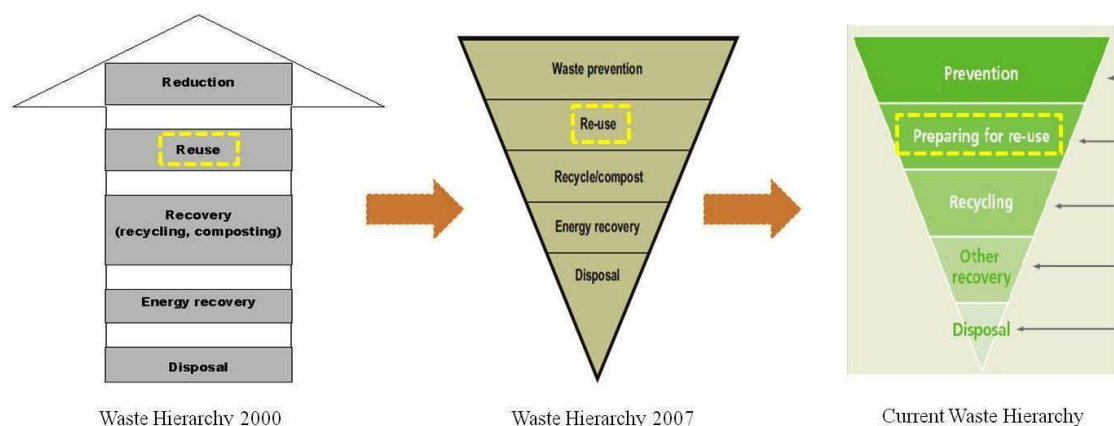 Reduction
Reuse
Recovery
(recycling, composting)
Energy recovery
Disposal
Waste Hierarchy 2000
Waste prevention
Re-use
Recycle/compost
Energy recovery
Disposal
Waste Hierarchy 2007
Prevention
Preparing for re-use
Recycling
Other
recovery
Disposal
Current Waste Hierarchy